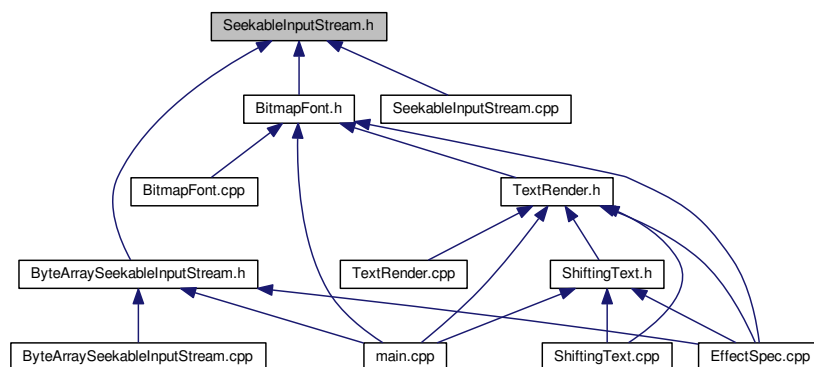 SeekableInputStream.h
BitmapFont.h
SeekableInputStream.cpp
BitmapFont.cpp
TextRender.h
ByteArraySeekableInputStream.h
TextRender.cpp
ShiftingText.h
ByteArraySeekableInputStream.cpp
main.cpp
ShiftingText.cpp
EffectSpec.cpp